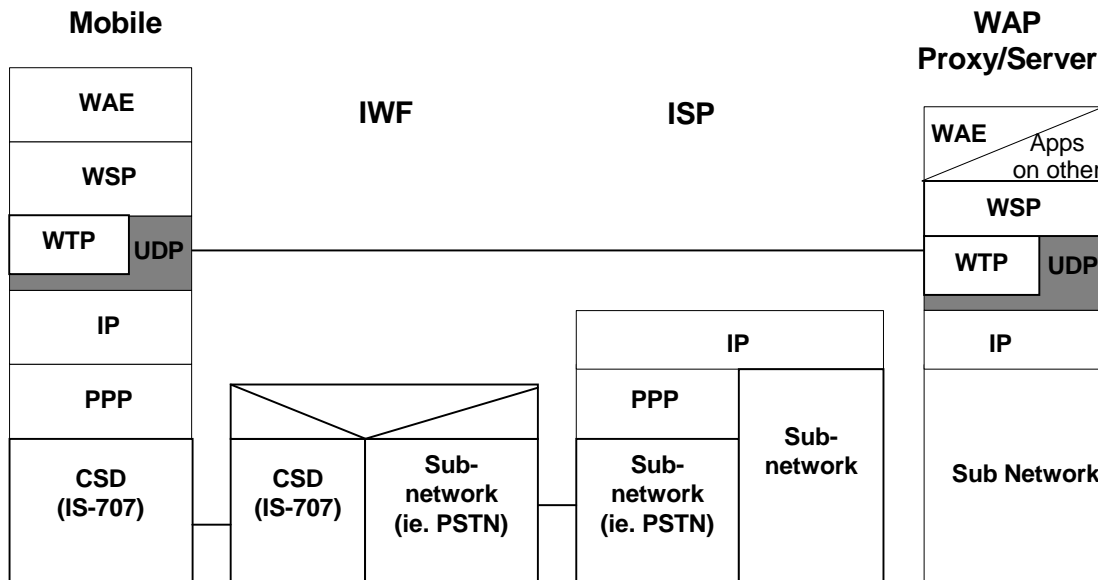 Mobile
WAP
Proxy/Server
IWF
ISP
WAE
WSP
WTP
UDP
IP
PPP
CSD
(IS-707)
CSD
(IS-707)
Sub-
network
(ie. PSTN)
IP
PPP
Sub-
network
(ie. PSTN)
Sub-
network
WAE
Apps
on other
WSP
WTP
UDP
IP
Sub Network